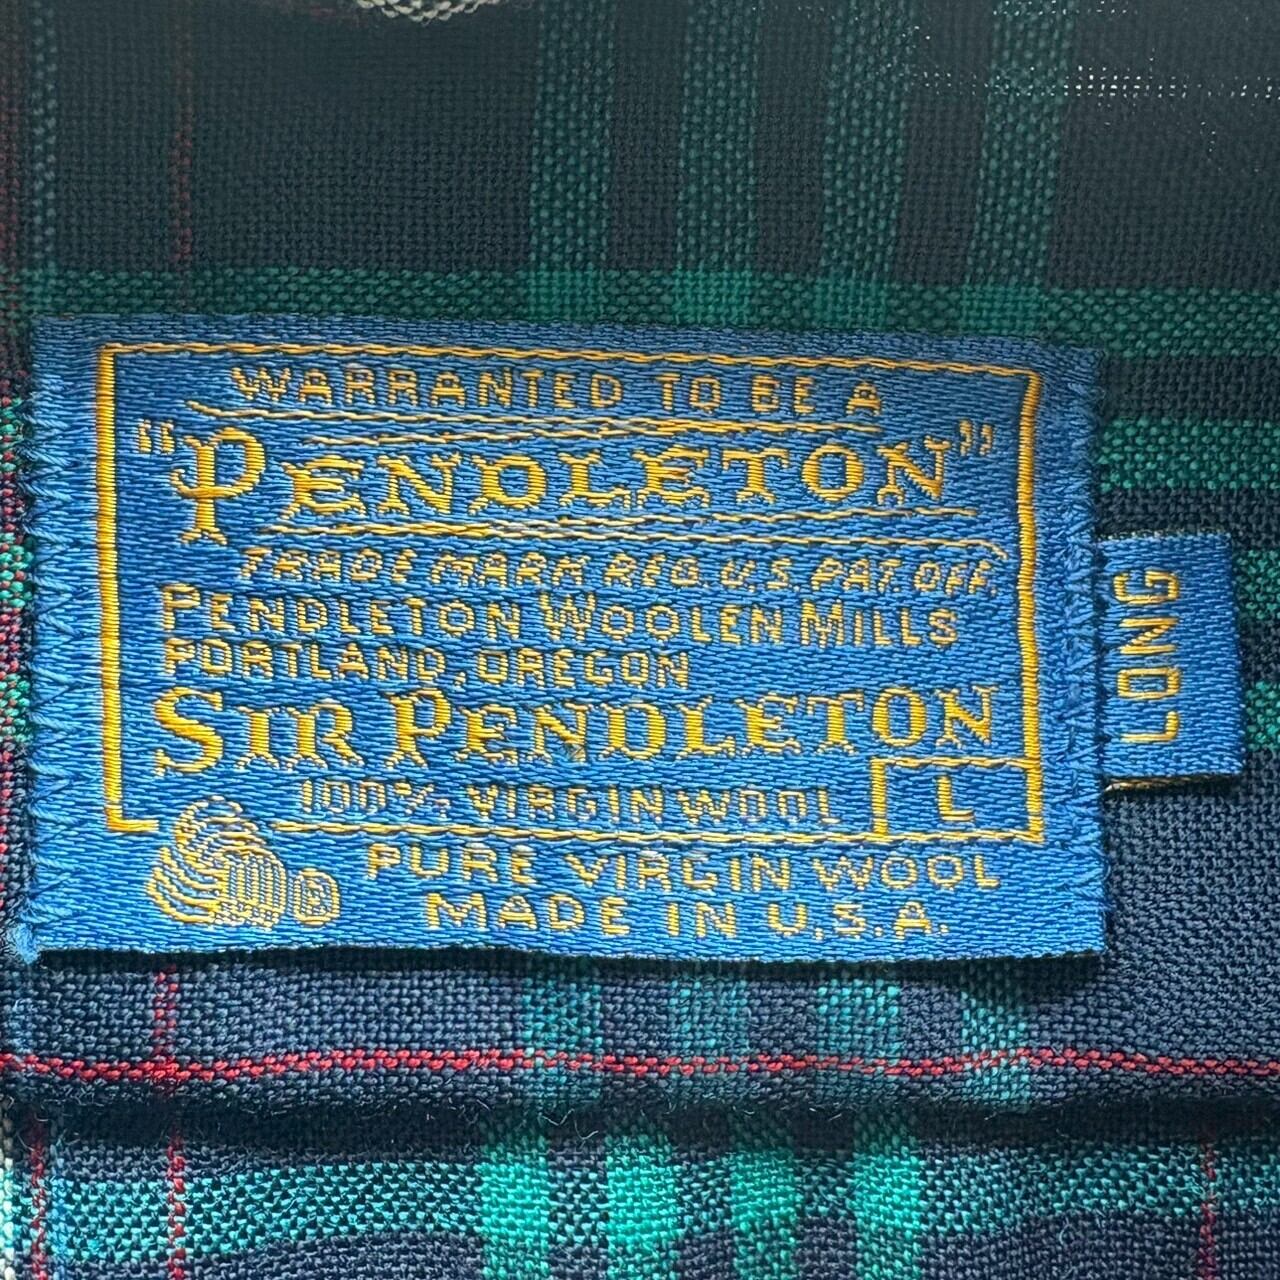 WARRANTED TO BE A
"PENDLETON"
TRADE MARK REG. U.S. PAT. OFF.
PENDLETON WOOLEN MILLS
PORTLAND, OREGON
SIR PENDLETON
100% VIRGIN WOOL
L
PURE VIRGIN WOOL
MADE IN U.S.A.
®
LONG